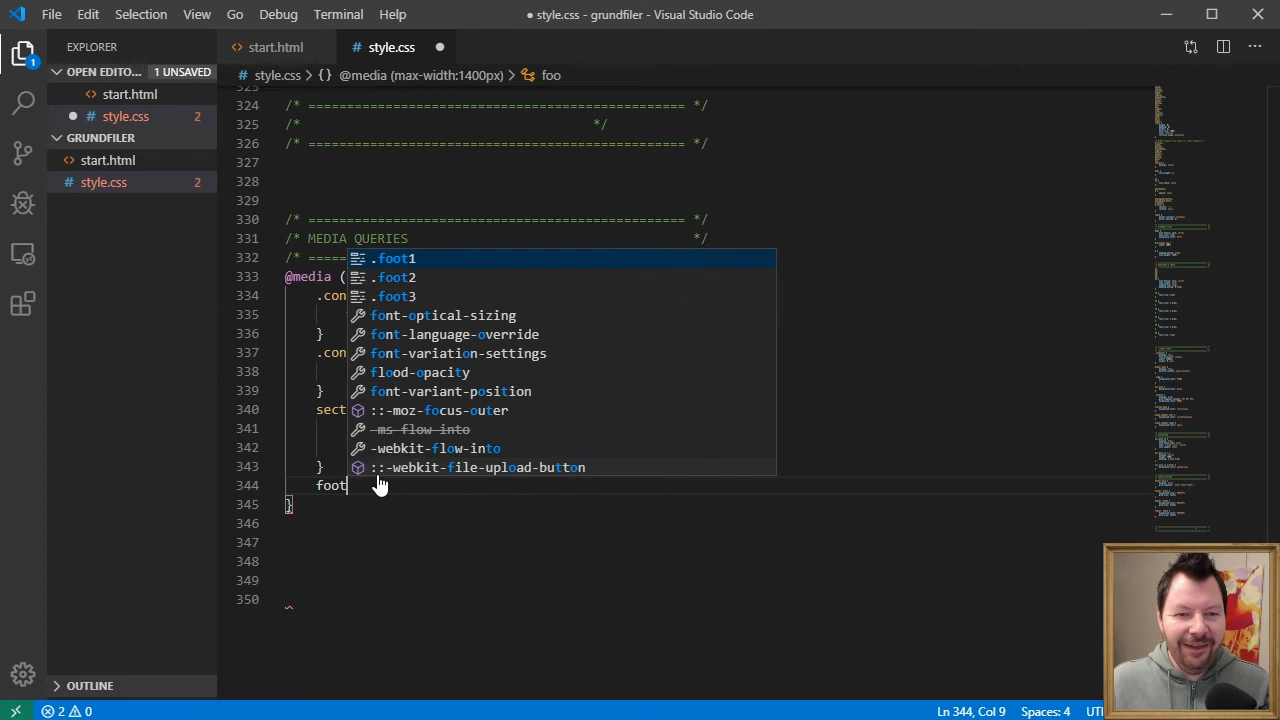 File Edit Selection View Go Debug Terminal Help
● style.css - grundfiler - Visual Studio Code
EXPLORER
start.html
style.css
OPEN EDITO... 1 UNSAVED
start.html
style.css 2
GRUNDFILER
start.html
style.css 2
OUTLINE
1
style.css > {} @media (max-width:1400px) > foo
323
324 /* ================================================ */
325 /* */
326 /* ================================================ */
327
328
329
330 /* ================================================ */
331 /* MEDIA QUERIES */
332 /* =====
333 @media (
334 .con
335
336 }
337 .con
338
339 }
340 sect
341
342
343 }
344 foot
345 }
346
347
348
349
350
.foot1
.foot2
.foot3
font-optical-sizing
font-language-override
font-variation-settings
flood-opacity
font-variant-position
::-moz-focus-outer
-ms-flow-into
-webkit-flow-into
::-webkit-file-upload-button
2 0
Ln 344, Col 9 Spaces: 4 UT